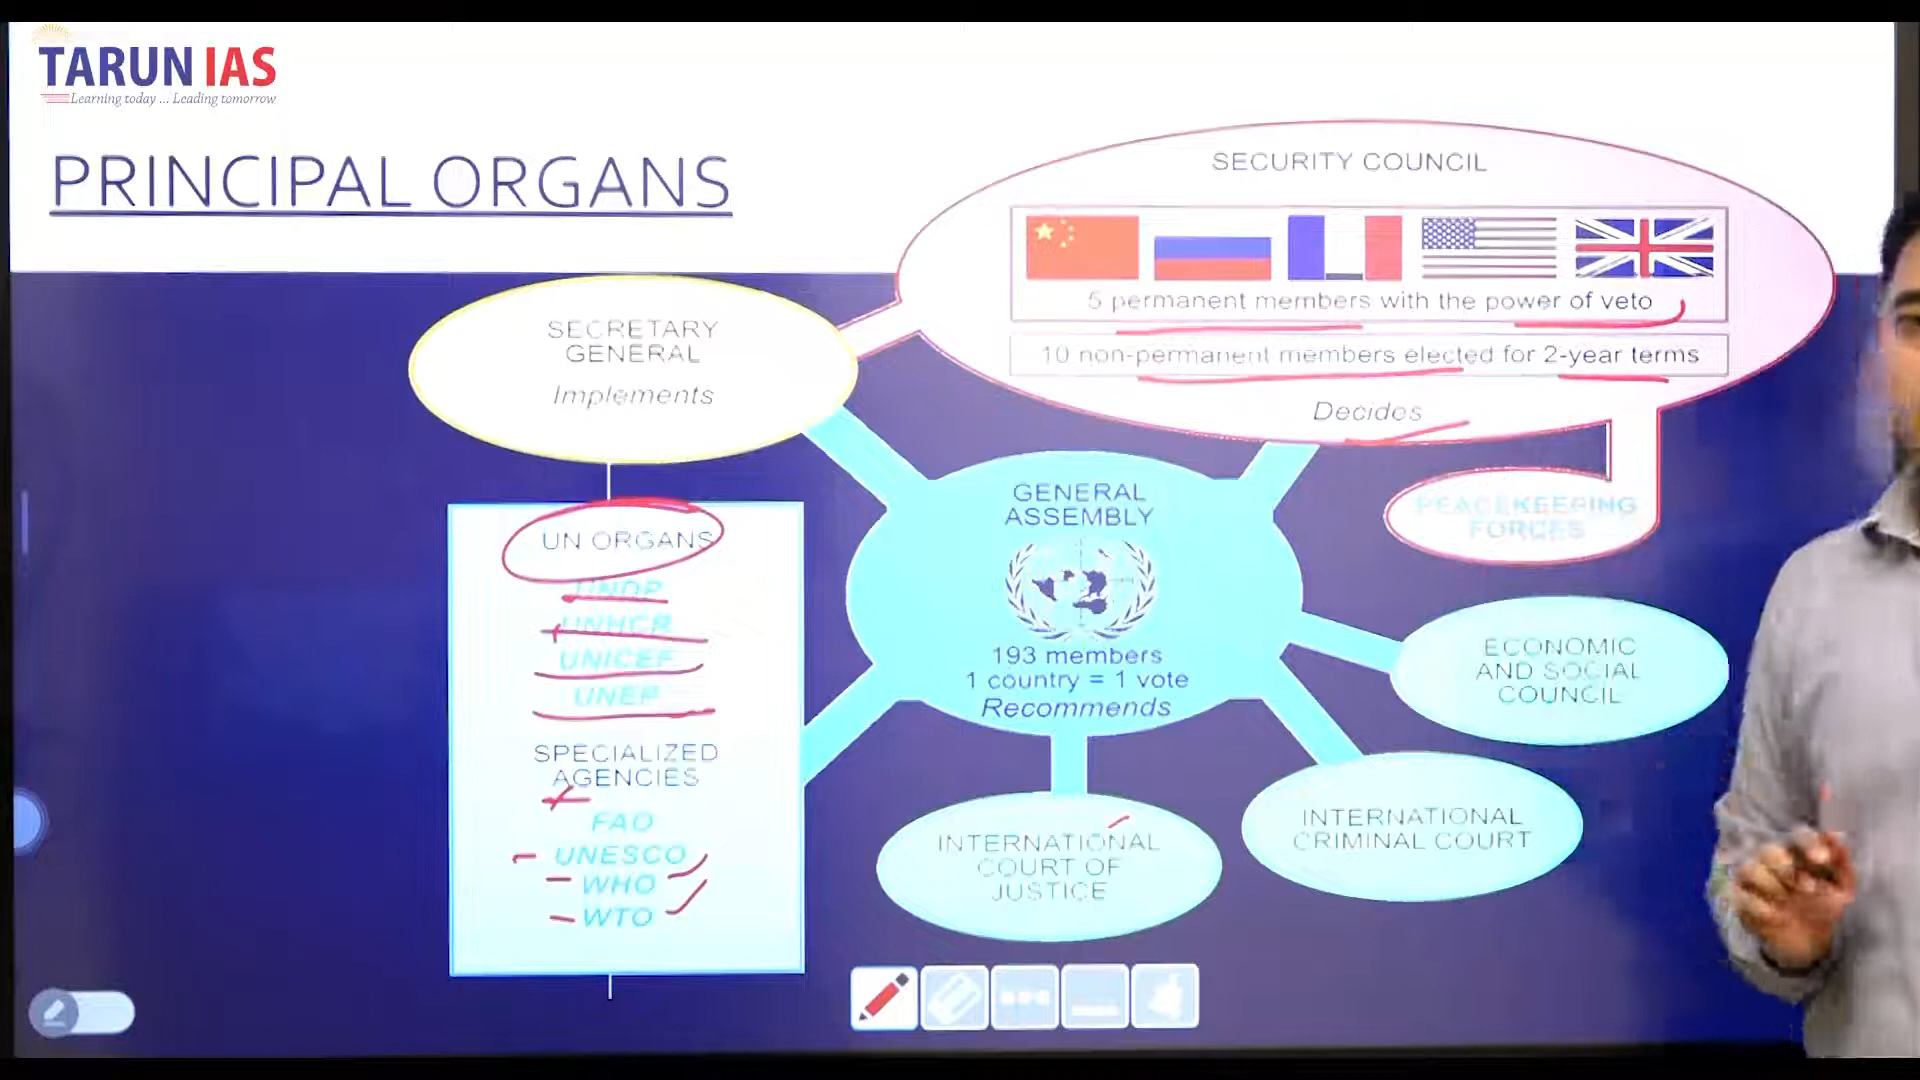 TARUN IAS
Learning today ... Leading tomorrow
PRINCIPAL ORGANS
SECURITY COUNCIL
5 permanent members with the power of veto
10 non-permanent members elected for 2-year terms
Decides
SECRETARY
GENERAL
Implements
PEACEKEEPING
FORCES
GENERAL
ASSEMBLY
193 members
1 country = 1 vote
Recommends
UN ORGANS
UNDP
UNHCR
UNICEF
UNEP
SPECIALIZED
AGENCIES
FAO
UNESCO
WHO
WTO
ECONOMIC
AND SOCIAL
COUNCIL
INTERNATIONAL
COURT OF
JUSTICE
INTERNATIONAL
CRIMINAL COURT